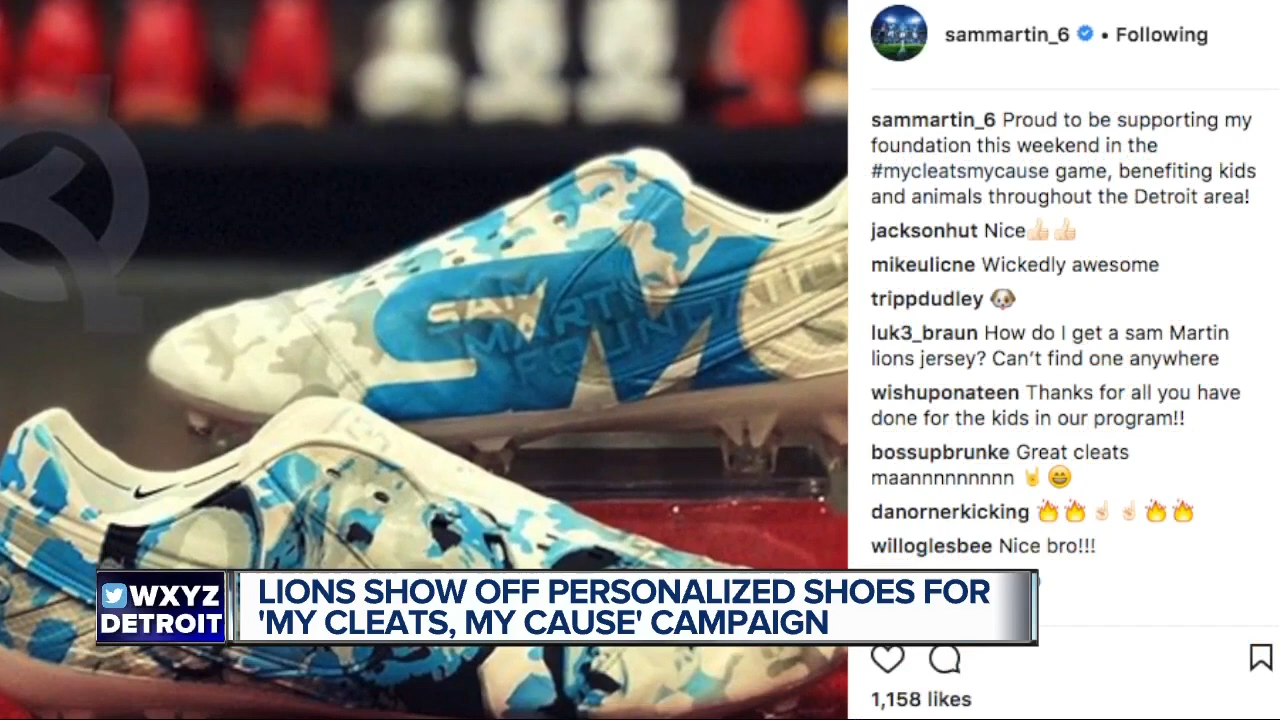 sammartin_6 • Following
sammartin_6 Proud to be supporting my
foundation this weekend in the
#mycleatsmycause game, benefiting kids
and animals throughout the Detroit area!
jacksonhut Nice👍🏻👍🏻
mikeulicne Wickedly awesome
trippdudley 🐶
luk3_braun How do I get a sam Martin
lions jersey? Can't find one anywhere
wishuponateen Thanks for all you have
done for the kids in our program!!
bossupbrunke Great cleats
maannnnnnnnn 🤘😄
danornerkicking 🔥🔥☝🏻☝🏻🔥🔥
willoglesbee Nice bro!!!
1,158 likes
SM
SAM
MARTIN
FOUNDATION
WXYZ
DETROIT
LIONS SHOW OFF PERSONALIZED SHOES FOR
'MY CLEATS, MY CAUSE' CAMPAIGN